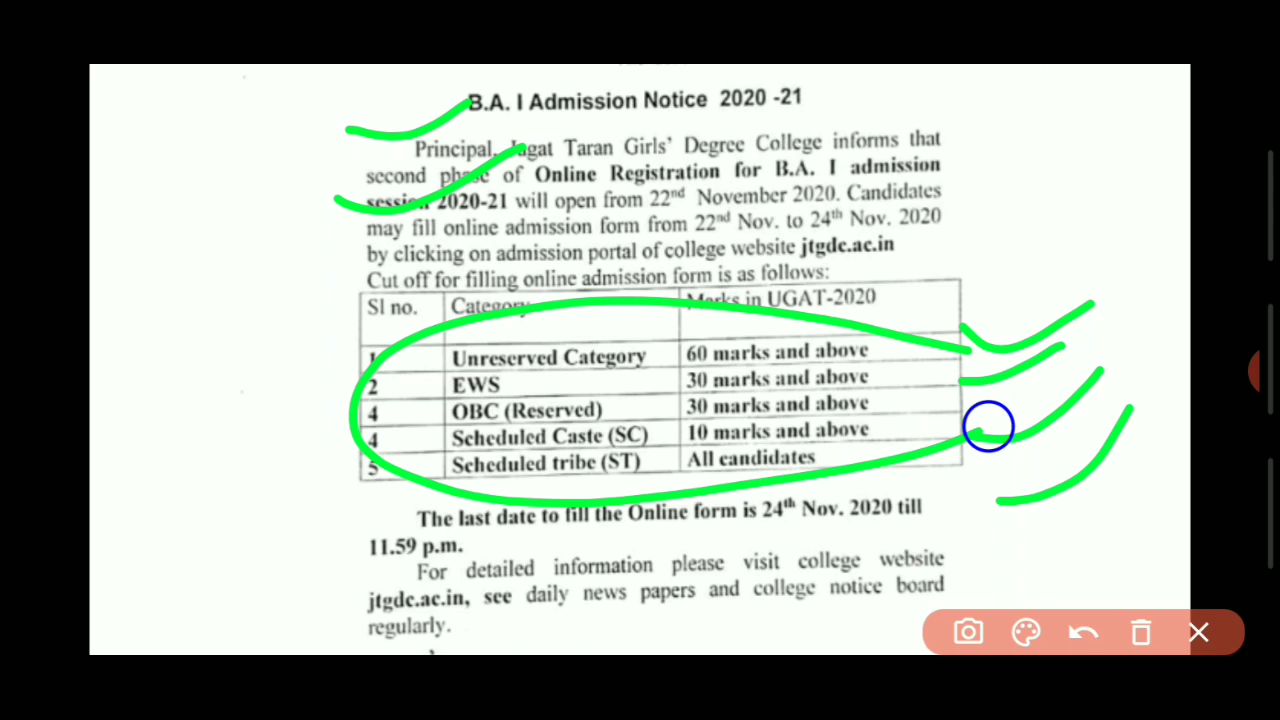 B.A. I Admission Notice 2020 -21
Principal, Jagat Taran Girls' Degree College informs that
second phase of Online Registration for B.A. I admission
session 2020-21 will open from 22nd November 2020. Candidates
may fill online admission form from 22nd Nov. to 24th Nov. 2020
by clicking on admission portal of college website jtgdc.ac.in
Cut off for filling online admission form is as follows:
Sl no. Category Marks in UGAT-2020
1 Unreserved Category 60 marks and above
2 EWS 30 marks and above
4 OBC (Reserved) 30 marks and above
4 Scheduled Caste (SC) 10 marks and above
5 Scheduled tribe (ST) All candidates
The last date to fill the Online form is 24th Nov. 2020 till
11.59 p.m.
For detailed information please visit college website
jtgdc.ac.in, see daily news papers and college notice board
regularly.